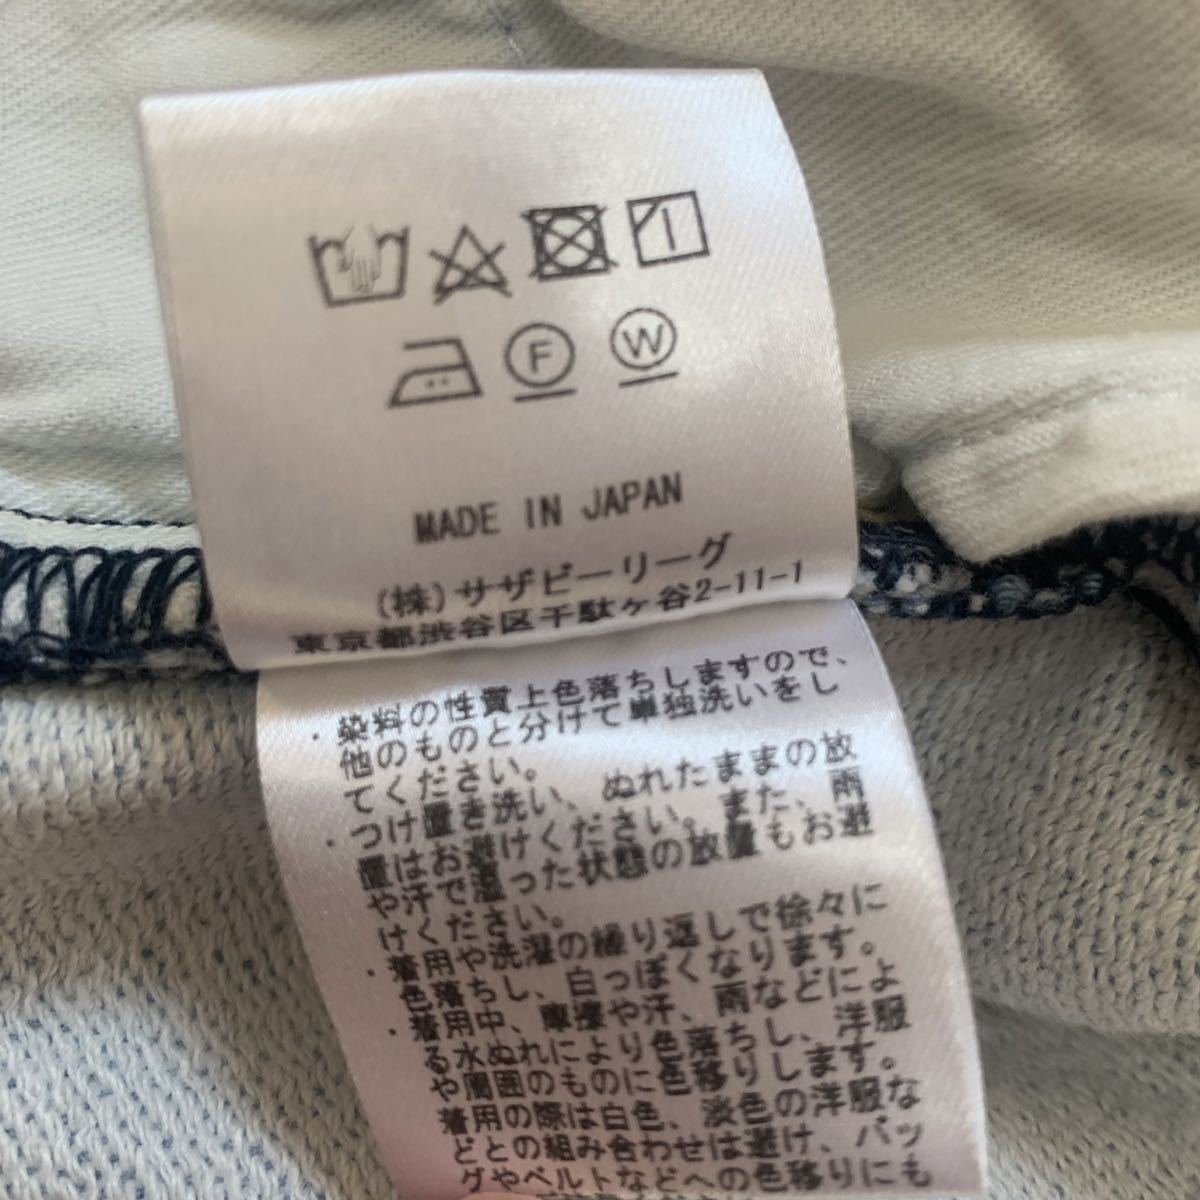 F W
MADE IN JAPAN
(株)サザビーリーグ
東京都渋谷区千駄ヶ谷2-11-1
・染料の性質上色落ちしますので、
他のものと分けて単独洗いをし
てください。
・つけ置き洗い、ぬれたままの放
置はお避けください。また、雨
や汗で湿った状態の放置もお避
けください。
・着用や洗濯の繰り返しで徐々に
色落ちし、白っぽくなります。
・着用中、摩擦や汗、雨などによ
る水ぬれにより色落ちし、洋服
や周囲のものに色移りします。
着用の際は白色、淡色の洋服な
どとの組み合わせは避け、バッ
グやベルトなどへの色移りにも